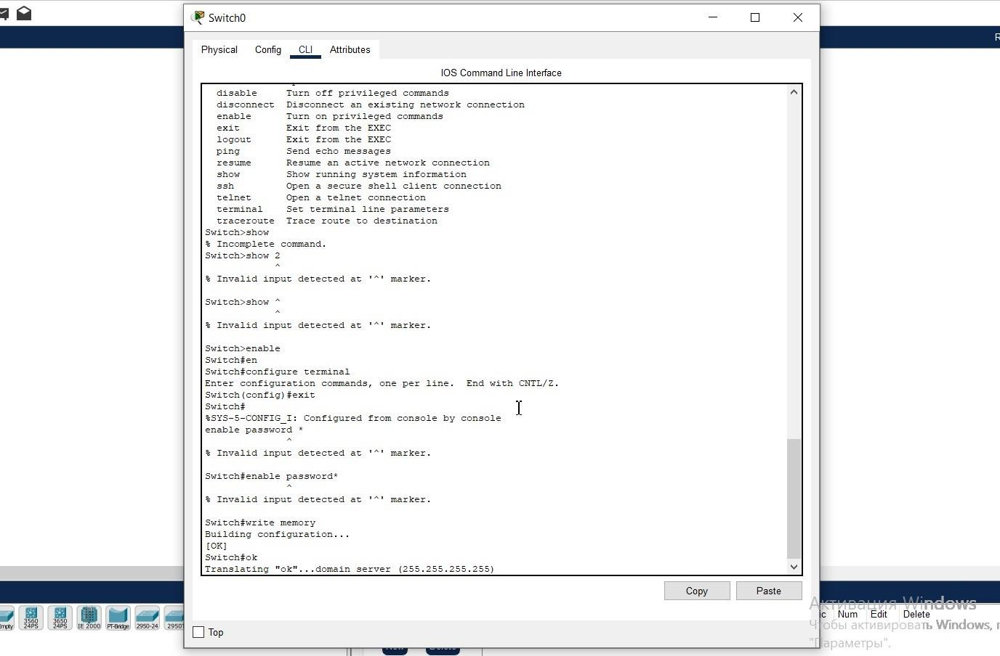 Switch0
R
Physical Config CLI Attributes
IOS Command Line Interface
disable Turn off privileged commands
disconnect Disconnect an existing network connection
enable Turn on privileged commands
exit Exit from the EXEC
logout Exit from the EXEC
ping Send echo messages
resume Resume an active network connection
show Show running system information
ssh Open a secure shell client connection
telnet Open a telnet connection
terminal Set terminal line parameters
traceroute Trace route to destination
Switch>show
% Incomplete command.
Switch>show 2
^
% Invalid input detected at '^' marker.
Switch>show ^
^
% Invalid input detected at '^' marker.
Switch>enable
Switch#en
Switch#configure terminal
Enter configuration commands, one per line. End with CNTL/Z.
Switch(config)#exit
Switch#
%SYS-5-CONFIG_I: Configured from console by console
enable password *
^
% Invalid input detected at '^' marker.
Switch#enable password*
^
% Invalid input detected at '^' marker.
Switch#write memory
Building configuration...
[OK]
Switch#ok
Translating "ok"...domain server (255.255.255.255)
Copy Paste
Активация Windows
ic Num Edit Delete
Чтобы активировать Windows, п
"Параметры".
Empty 3560 24PS 3650 24PS IE 2000 PT-Bridge 2950-24 2950T
Top
New Delete